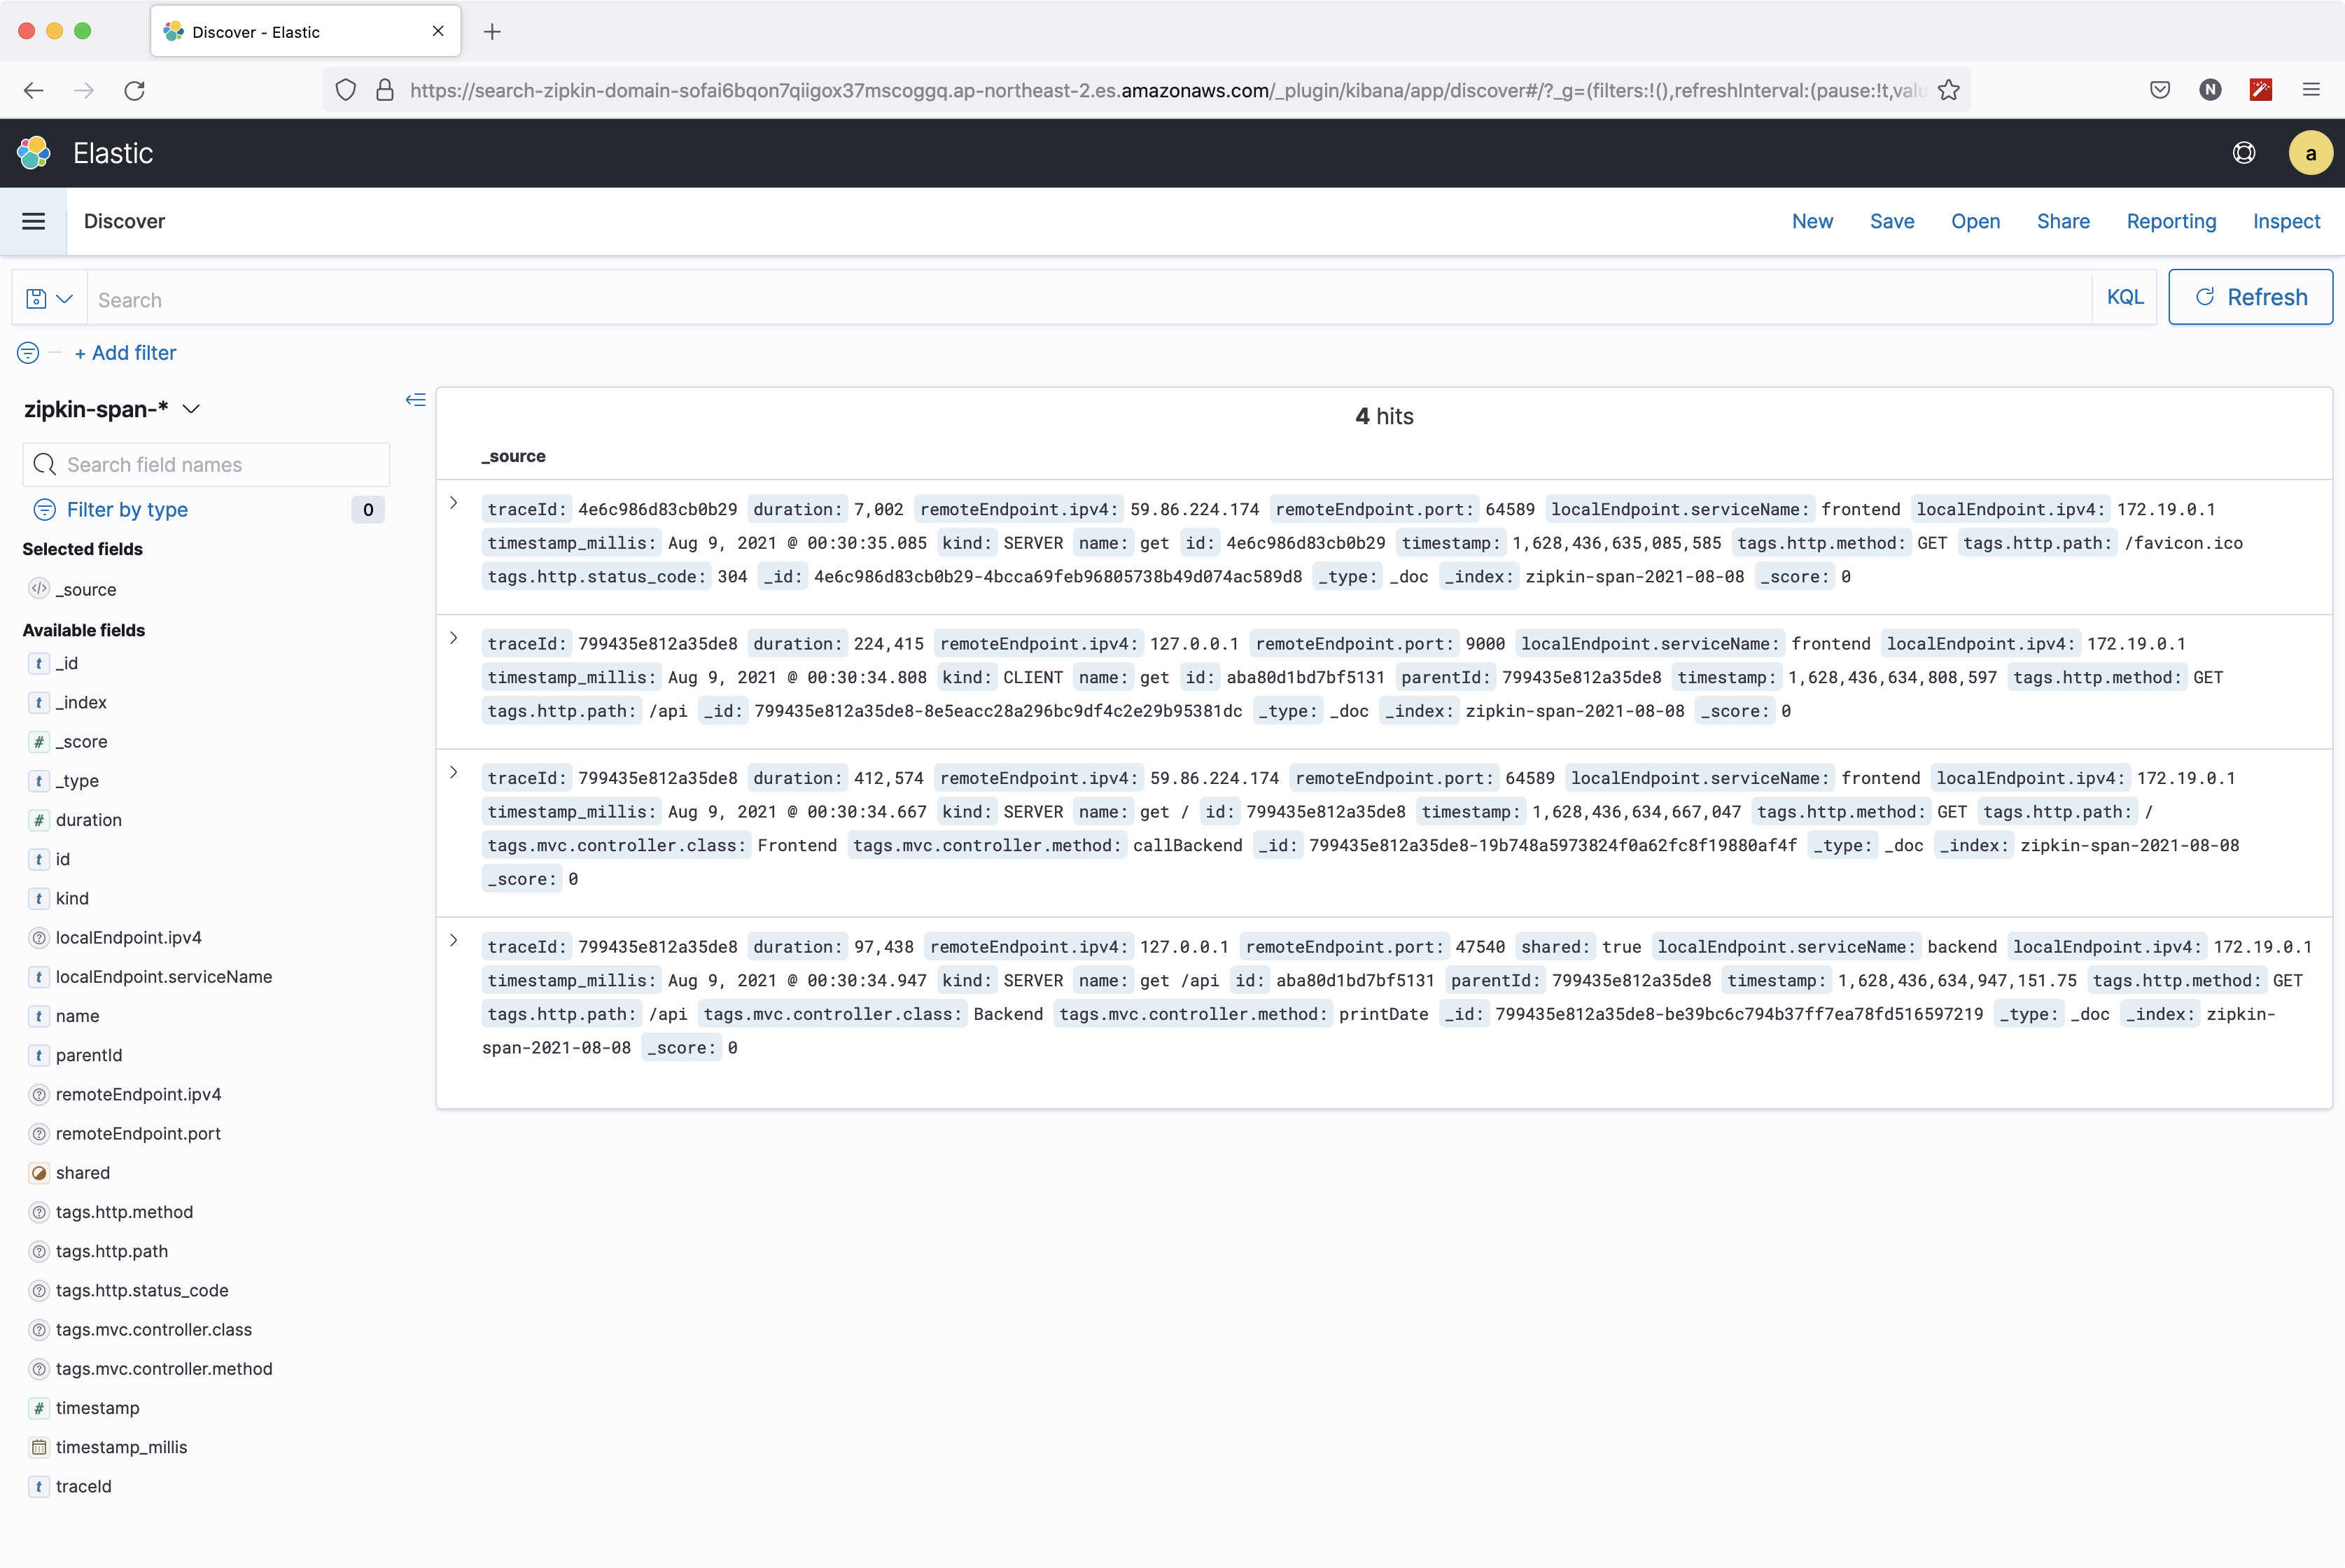 Discover - Elastic
https://search-zipkin-domain-sofai6bqon7qiigox37mscoggq.ap-northeast-2.es.amazonaws.com/_plugin/kibana/app/discover#/?_g=(filters:!(),refreshInterval:(pause:!t,valu
N
Elastic
a
Discover
New Save Open Share Reporting Inspect
Search
KQL
Refresh
+ Add filter
zipkin-span-*
Search field names
Filter by type 0
Selected fields
_source
Available fields
t _id
t _index
# _score
t _type
# duration
t id
t kind
localEndpoint.ipv4
t localEndpoint.serviceName
t name
t parentId
remoteEndpoint.ipv4
remoteEndpoint.port
shared
tags.http.method
tags.http.path
tags.http.status_code
tags.mvc.controller.class
tags.mvc.controller.method
# timestamp
timestamp_millis
t traceId
4 hits
_source
traceId: 4e6c986d83cb0b29 duration: 7,002 remoteEndpoint.ipv4: 59.86.224.174 remoteEndpoint.port: 64589 localEndpoint.serviceName: frontend localEndpoint.ipv4: 172.19.0.1
timestamp_millis: Aug 9, 2021 @ 00:30:35.085 kind: SERVER name: get id: 4e6c986d83cb0b29 timestamp: 1,628,436,635,085,585 tags.http.method: GET tags.http.path: /favicon.ico
tags.http.status_code: 304 _id: 4e6c986d83cb0b29-4bcca69feb96805738b49d074ac589d8 _type: _doc _index: zipkin-span-2021-08-08 _score: 0
traceId: 799435e812a35de8 duration: 224,415 remoteEndpoint.ipv4: 127.0.0.1 remoteEndpoint.port: 9000 localEndpoint.serviceName: frontend localEndpoint.ipv4: 172.19.0.1
timestamp_millis: Aug 9, 2021 @ 00:30:34.808 kind: CLIENT name: get id: aba80d1bd7bf5131 parentId: 799435e812a35de8 timestamp: 1,628,436,634,808,597 tags.http.method: GET
tags.http.path: /api _id: 799435e812a35de8-8e5eacc28a296bc9df4c2e29b95381dc _type: _doc _index: zipkin-span-2021-08-08 _score: 0
traceId: 799435e812a35de8 duration: 412,574 remoteEndpoint.ipv4: 59.86.224.174 remoteEndpoint.port: 64589 localEndpoint.serviceName: frontend localEndpoint.ipv4: 172.19.0.1
timestamp_millis: Aug 9, 2021 @ 00:30:34.667 kind: SERVER name: get / id: 799435e812a35de8 timestamp: 1,628,436,634,667,047 tags.http.method: GET tags.http.path: /
tags.mvc.controller.class: Frontend tags.mvc.controller.method: callBackend _id: 799435e812a35de8-19b748a5973824f0a62fc8f19880af4f _type: _doc _index: zipkin-span-2021-08-08
_score: 0
traceId: 799435e812a35de8 duration: 97,438 remoteEndpoint.ipv4: 127.0.0.1 remoteEndpoint.port: 47540 shared: true localEndpoint.serviceName: backend localEndpoint.ipv4: 172.19.0.1
timestamp_millis: Aug 9, 2021 @ 00:30:34.947 kind: SERVER name: get /api id: aba80d1bd7bf5131 parentId: 799435e812a35de8 timestamp: 1,628,436,634,947,151.75 tags.http.method: GET
tags.http.path: /api tags.mvc.controller.class: Backend tags.mvc.controller.method: printDate _id: 799435e812a35de8-be39bc6c794b37ff7ea78fd516597219 _type: _doc _index: zipkin-
span-2021-08-08 _score: 0